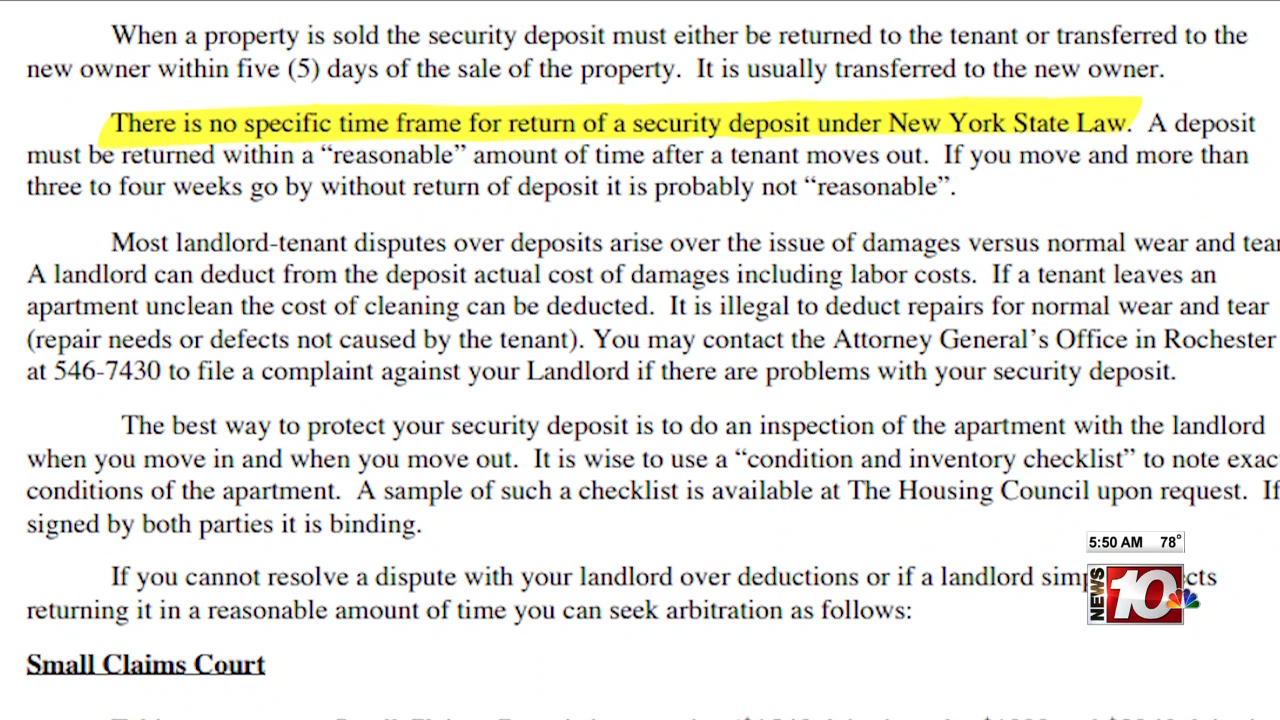 When a property is sold the security deposit must either be returned to the tenant or transferred to the
new owner within five (5) days of the sale of the property. It is usually transferred to the new owner.
There is no specific time frame for return of a security deposit under New York State Law. A deposit
must be returned within a “reasonable” amount of time after a tenant moves out. If you move and more than
three to four weeks go by without return of deposit it is probably not “reasonable”.
Most landlord-tenant disputes over deposits arise over the issue of damages versus normal wear and tear
A landlord can deduct from the deposit actual cost of damages including labor costs. If a tenant leaves an
apartment unclean the cost of cleaning can be deducted. It is illegal to deduct repairs for normal wear and tear
(repair needs or defects not caused by the tenant). You may contact the Attorney General’s Office in Rochester
at 546-7430 to file a complaint against your Landlord if there are problems with your security deposit.
The best way to protect your security deposit is to do an inspection of the apartment with the landlord
when you move in and when you move out. It is wise to use a “condition and inventory checklist” to note exac
conditions of the apartment. A sample of such a checklist is available at The Housing Council upon request. If
signed by both parties it is binding.
5:50 AM 78°
If you cannot resolve a dispute with your landlord over deductions or if a landlord simp cts
returning it in a reasonable amount of time you can seek arbitration as follows:
NEWS 10
Small Claims Court